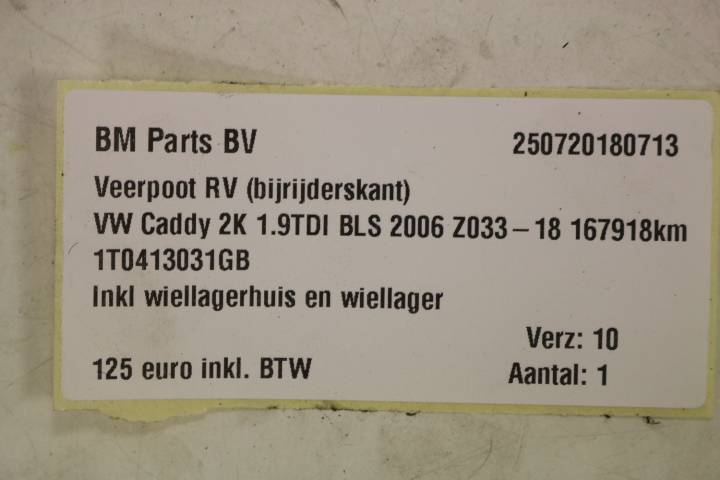 BM Parts BV 250720180713
Veerpoot RV (bijrijderskant)
VW Caddy 2K 1.9TDI BLS 2006 Z033-18 167918km
1T0413031GB
Inkl wiellagerhuis en wiellager
Verz: 10
125 euro inkl. BTW Aantal: 1